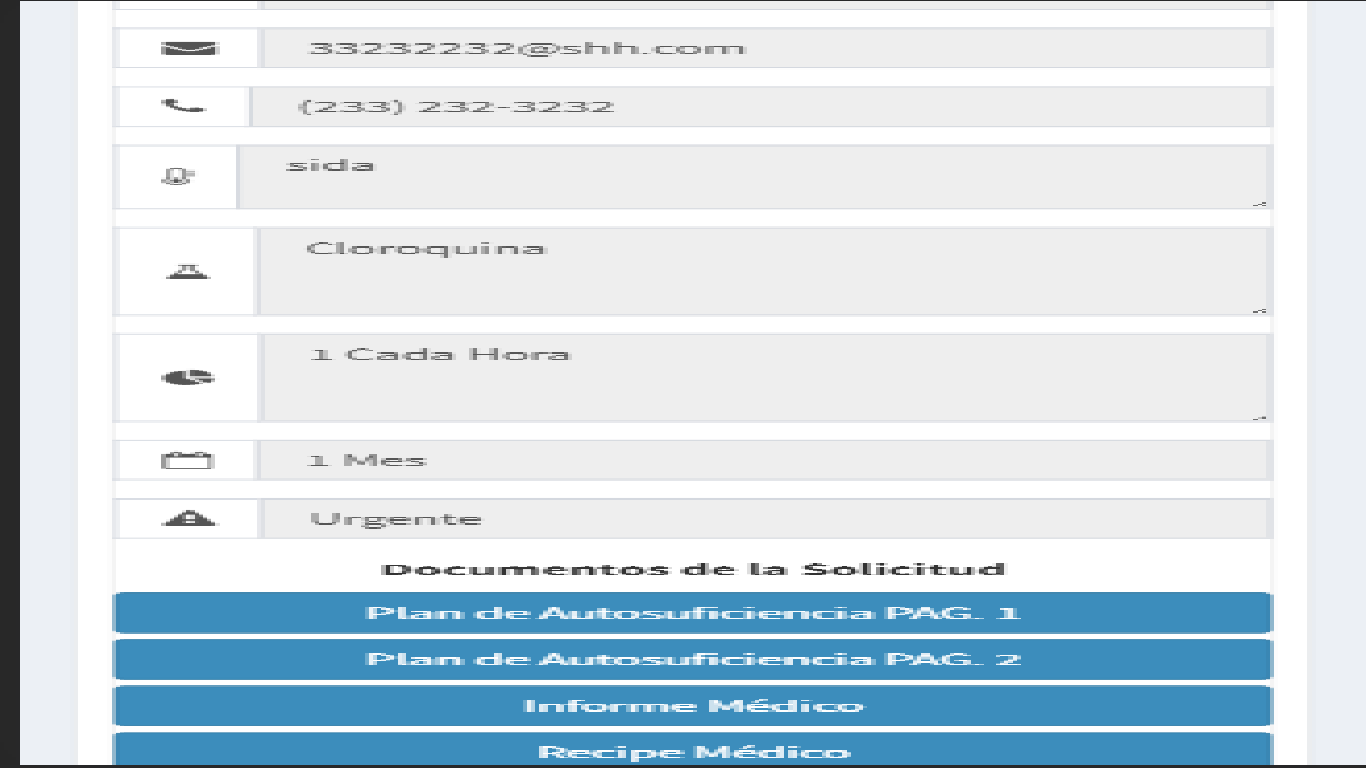 33232232@shh.com
(233) 232-3232
sida
Cloroquina
1 Cada Hora
1 Mes
Urgente
Documentos de la Solicitud
Plan de Autosuficiencia PAG. 1
Plan de Autosuficiencia PAG. 2
Informe Médico
Recipe Médico